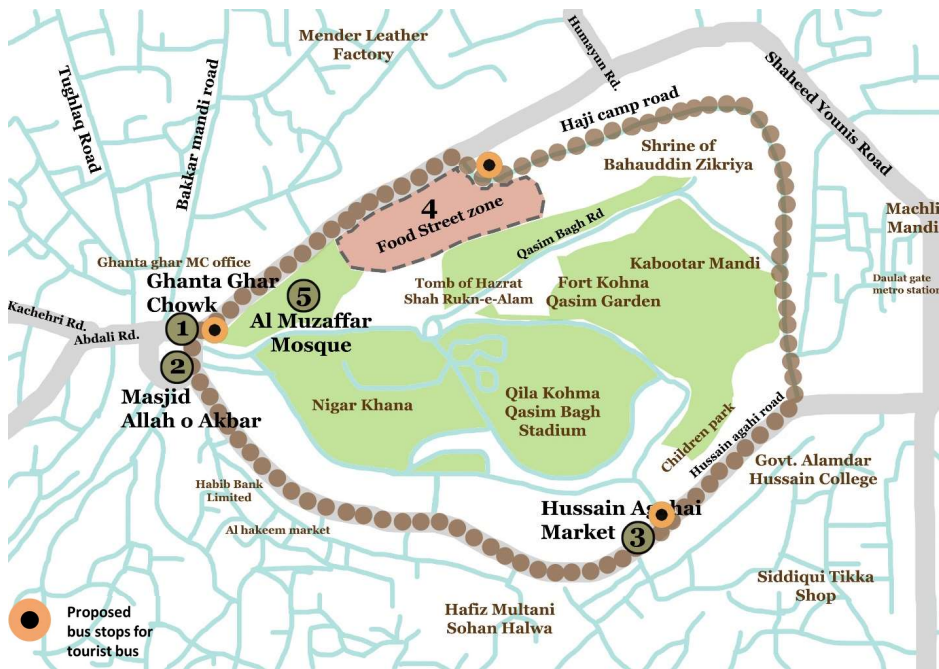 Mender Leather
Factory
Humayun Rd.
Tughlaq Road
Bakkar mandi road
Haji camp road
Shaheed Younis Road
Shrine of
Bahauddin Zikriya
4
Food Street zone
Machli
Mandi
Qasim Bagh Rd
Ghanta ghar MC office
Ghanta Ghar
Chowk
Kabootar Mandi
Daulat gate
metro station
Tomb of Hazrat
Shah Rukn-e-Alam
Fort Kohna
Qasim Garden
5
Al Muzaffar
Mosque
Kachehri Rd.
Abdali Rd.
1
2
Masjid
Allah o Akbar
Nigar Khana
Qila Kohma
Qasim Bagh
Stadium
Children park
Hussain agahi road
Govt. Alamdar
Hussain College
Habib Bank
Limited
Al hakeem market
Hussain Agahai
Market
3
Siddiqui Tikka
Shop
Hafiz Multani
Sohan Halwa
Proposed
bus stops for
tourist bus